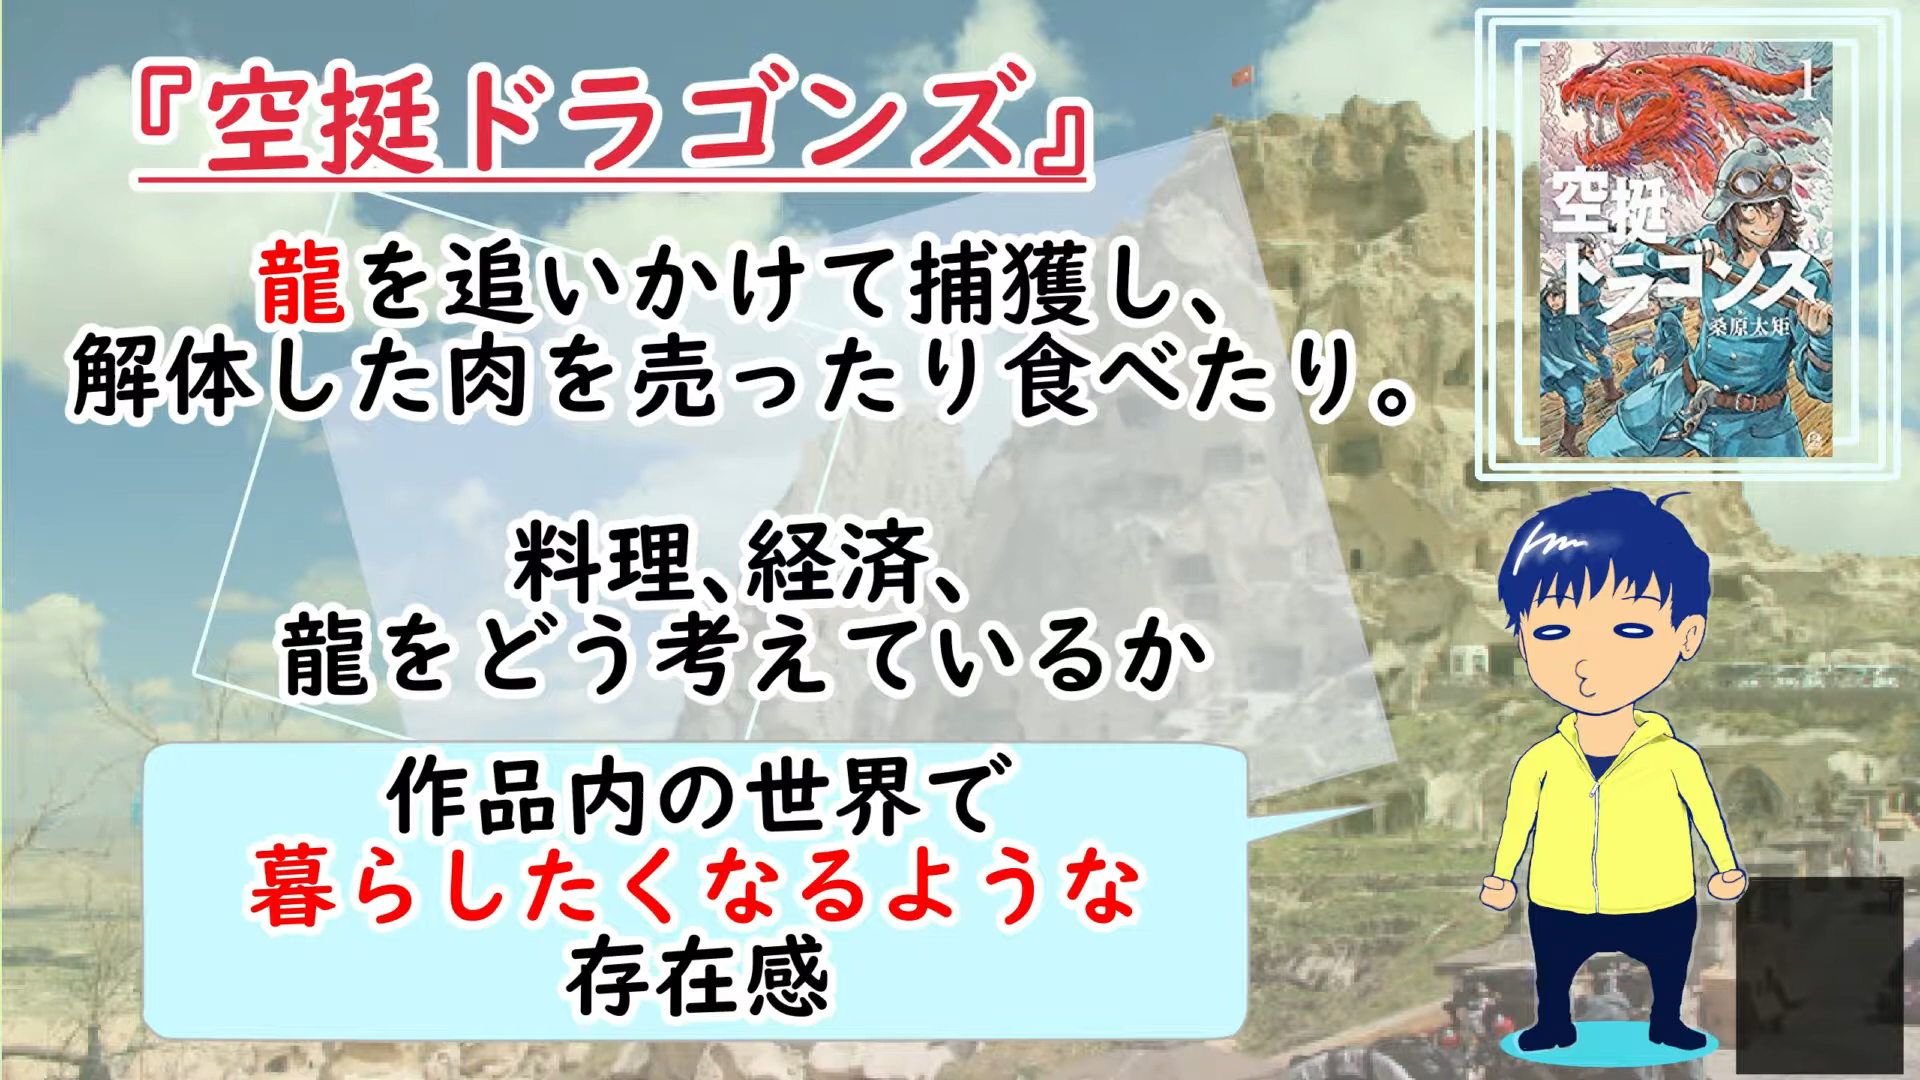 『空挺ドラゴンズ』
龍を追いかけて捕獲し、
解体した肉を売ったり食べたり。
料理、経済、
龍をどう考えているか
作品内の世界で
暮らしたくなるような
存在感
1
空挺
ドラゴンズ
桑原太矩